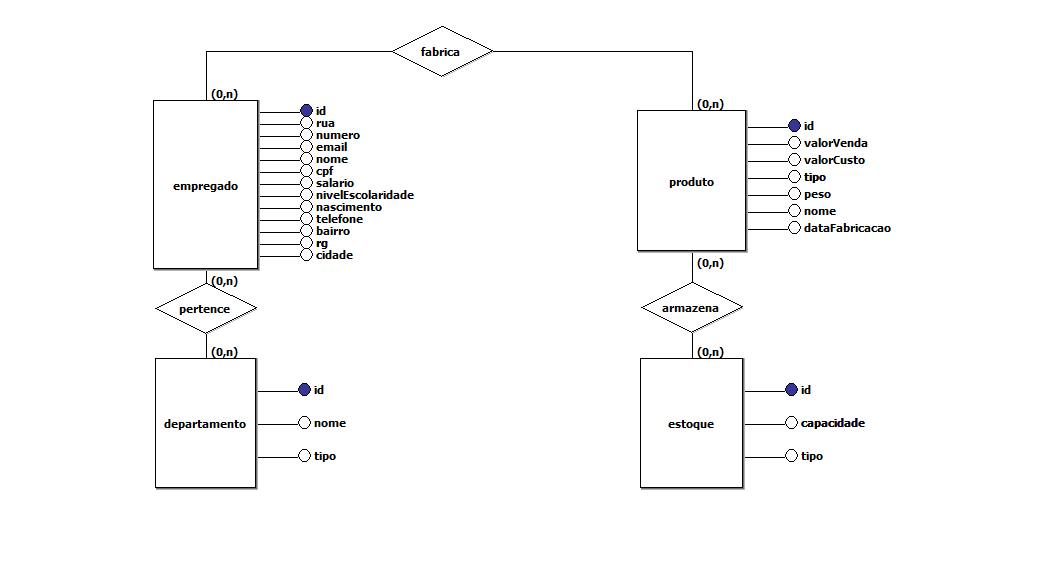 fabrica
(0,n)
empregado
id
rua
numero
email
nome
cpf
salario
nivelEscolaridade
nascimento
telefone
bairro
rg
cidade
(0,n)
produto
id
valorVenda
valorCusto
tipo
peso
nome
dataFabricacao
(0,n)
pertence
(0,n)
departamento
id
nome
tipo
(0,n)
armazena
(0,n)
estoque
id
capacidade
tipo